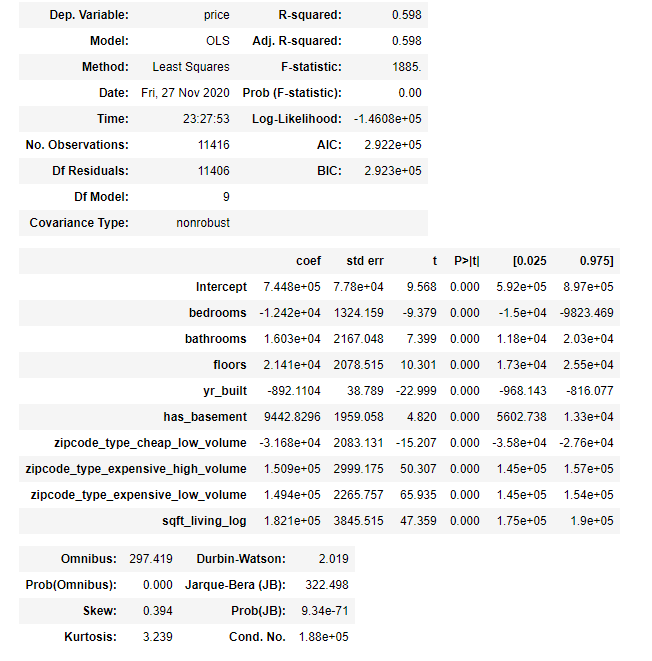 Dep. Variable: price R-squared: 0.598
Model: OLS Adj. R-squared: 0.598
Method: Least Squares F-statistic: 1885.
Date: Fri, 27 Nov 2020 Prob (F-statistic): 0.00
Time: 23:27:53 Log-Likelihood: -1.4608e+05
No. Observations: 11416 AIC: 2.922e+05
Df Residuals: 11406 BIC: 2.923e+05
Df Model: 9
Covariance Type: nonrobust
coef std err t P>|t| [0.025 0.975]
Intercept 7.448e+05 7.78e+04 9.568 0.000 5.92e+05 8.97e+05
bedrooms -1.242e+04 1324.159 -9.379 0.000 -1.5e+04 -9823.469
bathrooms 1.603e+04 2167.048 7.399 0.000 1.18e+04 2.03e+04
floors 2.141e+04 2078.515 10.301 0.000 1.73e+04 2.55e+04
yr_built -892.1104 38.789 -22.999 0.000 -968.143 -816.077
has_basement 9442.8296 1959.058 4.820 0.000 5602.738 1.33e+04
zipcode_type_cheap_low_volume -3.168e+04 2083.131 -15.207 0.000 -3.58e+04 -2.76e+04
zipcode_type_expensive_high_volume 1.509e+05 2999.175 50.307 0.000 1.45e+05 1.57e+05
zipcode_type_expensive_low_volume 1.494e+05 2265.757 65.935 0.000 1.45e+05 1.54e+05
sqft_living_log 1.821e+05 3845.515 47.359 0.000 1.75e+05 1.9e+05
Omnibus: 297.419 Durbin-Watson: 2.019
Prob(Omnibus): 0.000 Jarque-Bera (JB): 322.498
Skew: 0.394 Prob(JB): 9.34e-71
Kurtosis: 3.239 Cond. No. 1.88e+05